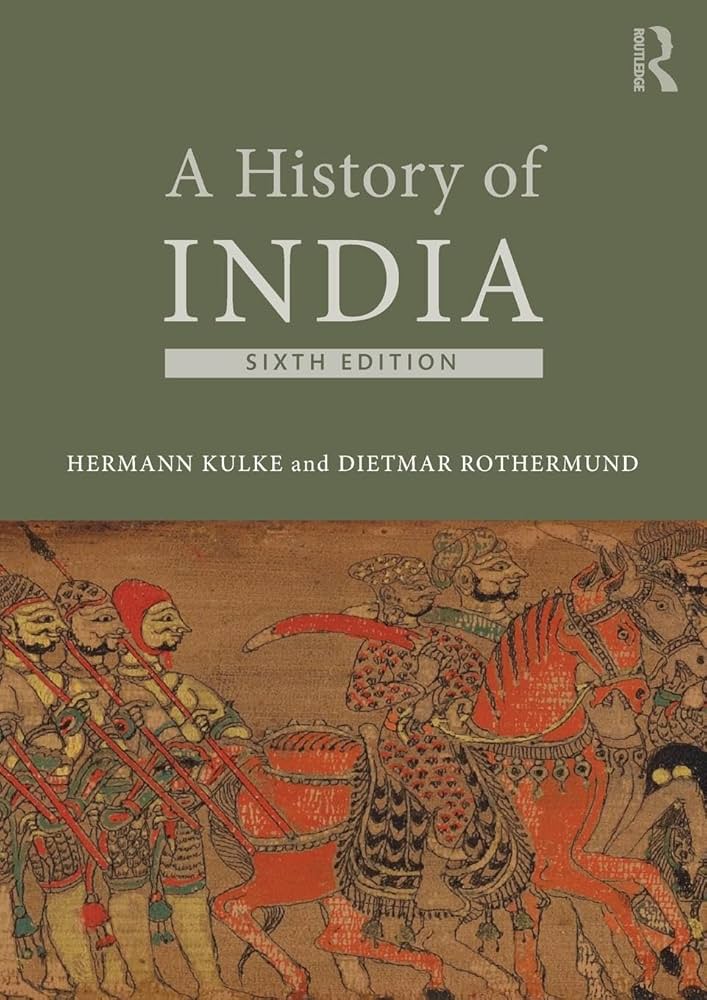 ROUTLEDGE
A History of
INDIA
SIXTH EDITION
HERMANN KULKE and DIETMAR ROTHERMUND